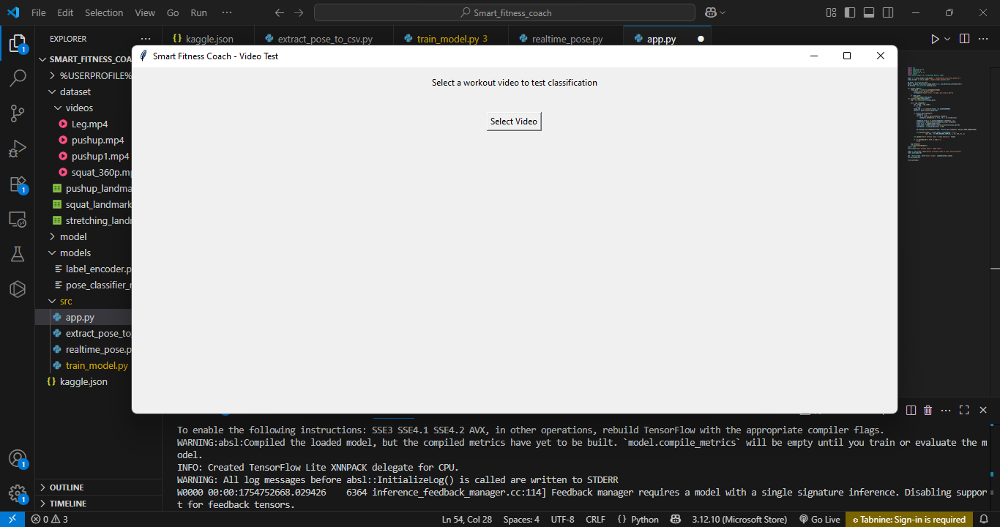 File Edit Selection View Go Run ··· Smart_fitness_coach
EXPLORER ···
kaggle.json extract_pose_to_csv.py train_model.py 3 realtime_pose.py app.py
SMART_FITNESS_COA
%USERPROFILE%
dataset
videos
Leg.mp4
pushup.mp4
pushup1.mp4
squat_360p.mp
pushup_landma
squat_landmark
stretching_landm
model
models
label_encoder.p
pose_classifier_
src
app.py
extract_pose_to_
realtime_pose.p
train_model.py
kaggle.json
OUTLINE
TIMELINE
Smart Fitness Coach - Video Test
Select a workout video to test classification
Select Video
To enable the following instructions: SSE3 SSE4.1 SSE4.2 AVX, in other operations, rebuild TensorFlow with the appropriate compiler flags.
WARNING:absl:Compiled the loaded model, but the compiled metrics have yet to be built. `model.compile_metrics` will be empty until you train or evaluate the m
odel.
INFO: Created TensorFlow Lite XNNPACK delegate for CPU.
WARNING: All log messages before absl::InitializeLog() is called are written to STDERR
W0000 00:00:1754752668.029426    6364 inference_feedback_manager.cc:114] Feedback manager requires a model with a single signature inference. Disabling suppor
t for feedback tensors.
0 3 Ln 54, Col 28 Spaces: 4 UTF-8 CRLF {} Python 3.12.10 (Microsoft Store) Go Live Tabnine: Sign-in is required